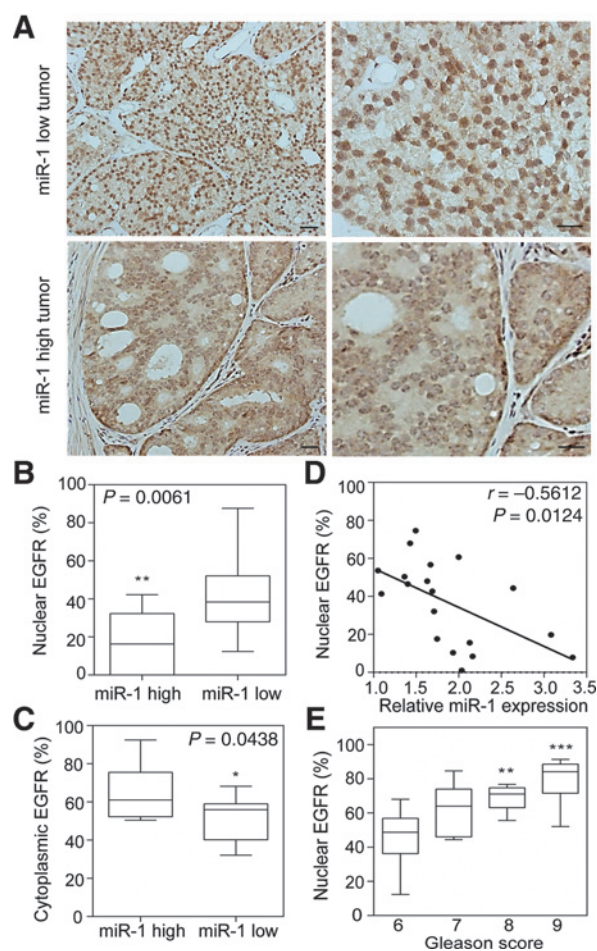 A
miR-1 low tumor
miR-1 high tumor
B
P = 0.0061
Nuclear EGFR (%)
100
80
60
40
20
0
**
miR-1 high
miR-1 low
D
r = –0.5612
P = 0.0124
Nuclear EGFR (%)
100
80
60
40
20
0
1.0 1.5 2.0 2.5 3.0 3.5
Relative miR-1 expression
C
P = 0.0438
Cytoplasmic EGFR (%)
100
80
60
40
20
0
*
miR-1 high
miR-1 low
E
Nuclear EGFR (%)
100
80
60
40
20
0
**
***
6 7 8 9
Gleason score